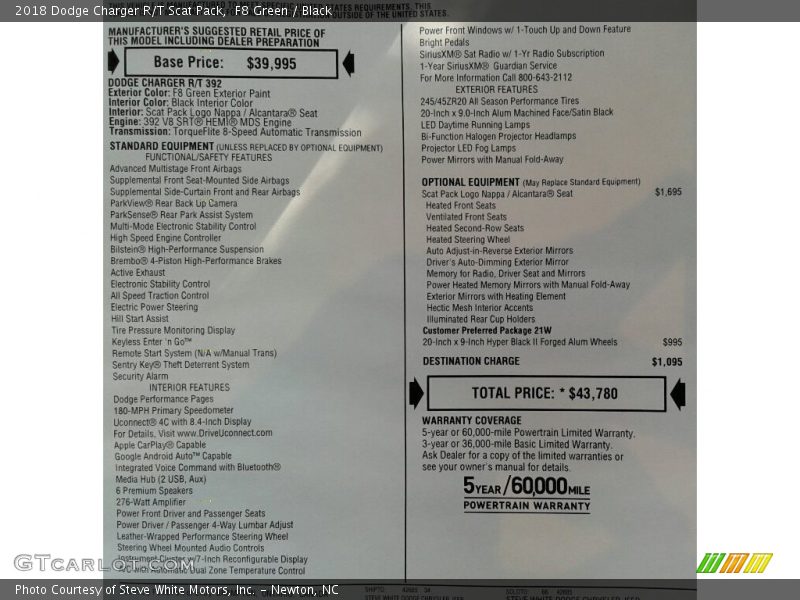 2018 Dodge Charger R/T Scat Pack, F8 Green / Black
MANUFACTURER'S SUGGESTED RETAIL PRICE OF
THIS MODEL INCLUDING DEALER PREPARATION
Base Price: $39,995
DODGE CHARGER R/T 392
Exterior Color: F8 Green Exterior Paint
Interior Color: Black Interior Color
Interior: Scat Pack Logo Nappa / Alcantara® Seat
Engine: 392 V8 SRT® HEMI® MDS Engine
Transmission: TorqueFlite 8-Speed Automatic Transmission
STANDARD EQUIPMENT (UNLESS REPLACED BY OPTIONAL EQUIPMENT)
FUNCTIONAL/SAFETY FEATURES
Advanced Multistage Front Airbags
Supplemental Front Seat-Mounted Side Airbags
Supplemental Side-Curtain Front and Rear Airbags
ParkView® Rear Back Up Camera
ParkSense® Rear Park Assist System
Multi-Mode Electronic Stability Control
High Speed Engine Controller
Bilstein® High-Performance Suspension
Brembo® 4-Piston High-Performance Brakes
Active Exhaust
Electronic Stability Control
All Speed Traction Control
Electric Power Steering
Hill Start Assist
Tire Pressure Monitoring Display
Keyless Enter 'n Go™
Remote Start System (N/A w/Manual Trans)
Sentry Key® Theft Deterrent System
Security Alarm
INTERIOR FEATURES
Dodge Performance Pages
180-MPH Primary Speedometer
Uconnect® 4C with 8.4-Inch Display
For Details, Visit www.DriveUconnect.com
Apple CarPlay® Capable
Google Android Auto™ Capable
Integrated Voice Command with Bluetooth®
Media Hub (2 USB, Aux)
6 Premium Speakers
276-Watt Amplifier
Power Front Driver and Passenger Seats
Power Driver / Passenger 4-Way Lumbar Adjust
Leather-Wrapped Performance Steering Wheel
Steering Wheel Mounted Audio Controls
Instrument Cluster w/7-Inch Reconfigurable Display
A/C with Automatic Dual Zone Temperature Control
OUTSIDE OF THE UNITED STATES.
Power Front Windows w/ 1-Touch Up and Down Feature
Bright Pedals
SiriusXM® Sat Radio w/ 1-Yr Radio Subscription
1-Year SiriusXM® Guardian Service
For More Information Call 800-643-2112
EXTERIOR FEATURES
245/45ZR20 All Season Performance Tires
20-Inch x 9.0-Inch Alum Machined Face/Satin Black
LED Daytime Running Lamps
Bi-Function Halogen Projector Headlamps
Projector LED Fog Lamps
Power Mirrors with Manual Fold-Away
OPTIONAL EQUIPMENT (May Replace Standard Equipment)
Scat Pack Logo Nappa / Alcantara® Seat $1,695
Heated Front Seats
Ventilated Front Seats
Heated Second-Row Seats
Heated Steering Wheel
Auto Adjust-in-Reverse Exterior Mirrors
Driver's Auto-Dimming Exterior Mirror
Memory for Radio, Driver Seat and Mirrors
Power Heated Memory Mirrors with Manual Fold-Away
Exterior Mirrors with Heating Element
Hectic Mesh Interior Accents
Illuminated Rear Cup Holders
Customer Preferred Package 21W
20-Inch x 9-Inch Hyper Black II Forged Alum Wheels $995
DESTINATION CHARGE $1,095
TOTAL PRICE: * $43,780
WARRANTY COVERAGE
5-year or 60,000-mile Powertrain Limited Warranty.
3-year or 36,000-mile Basic Limited Warranty.
Ask Dealer for a copy of the limited warranties or
see your owner's manual for details.
5YEAR/60,000MILE
POWERTRAIN WARRANTY
GTCARLOT.COM
Photo Courtesy of Steve White Motors, Inc. - Newton, NC